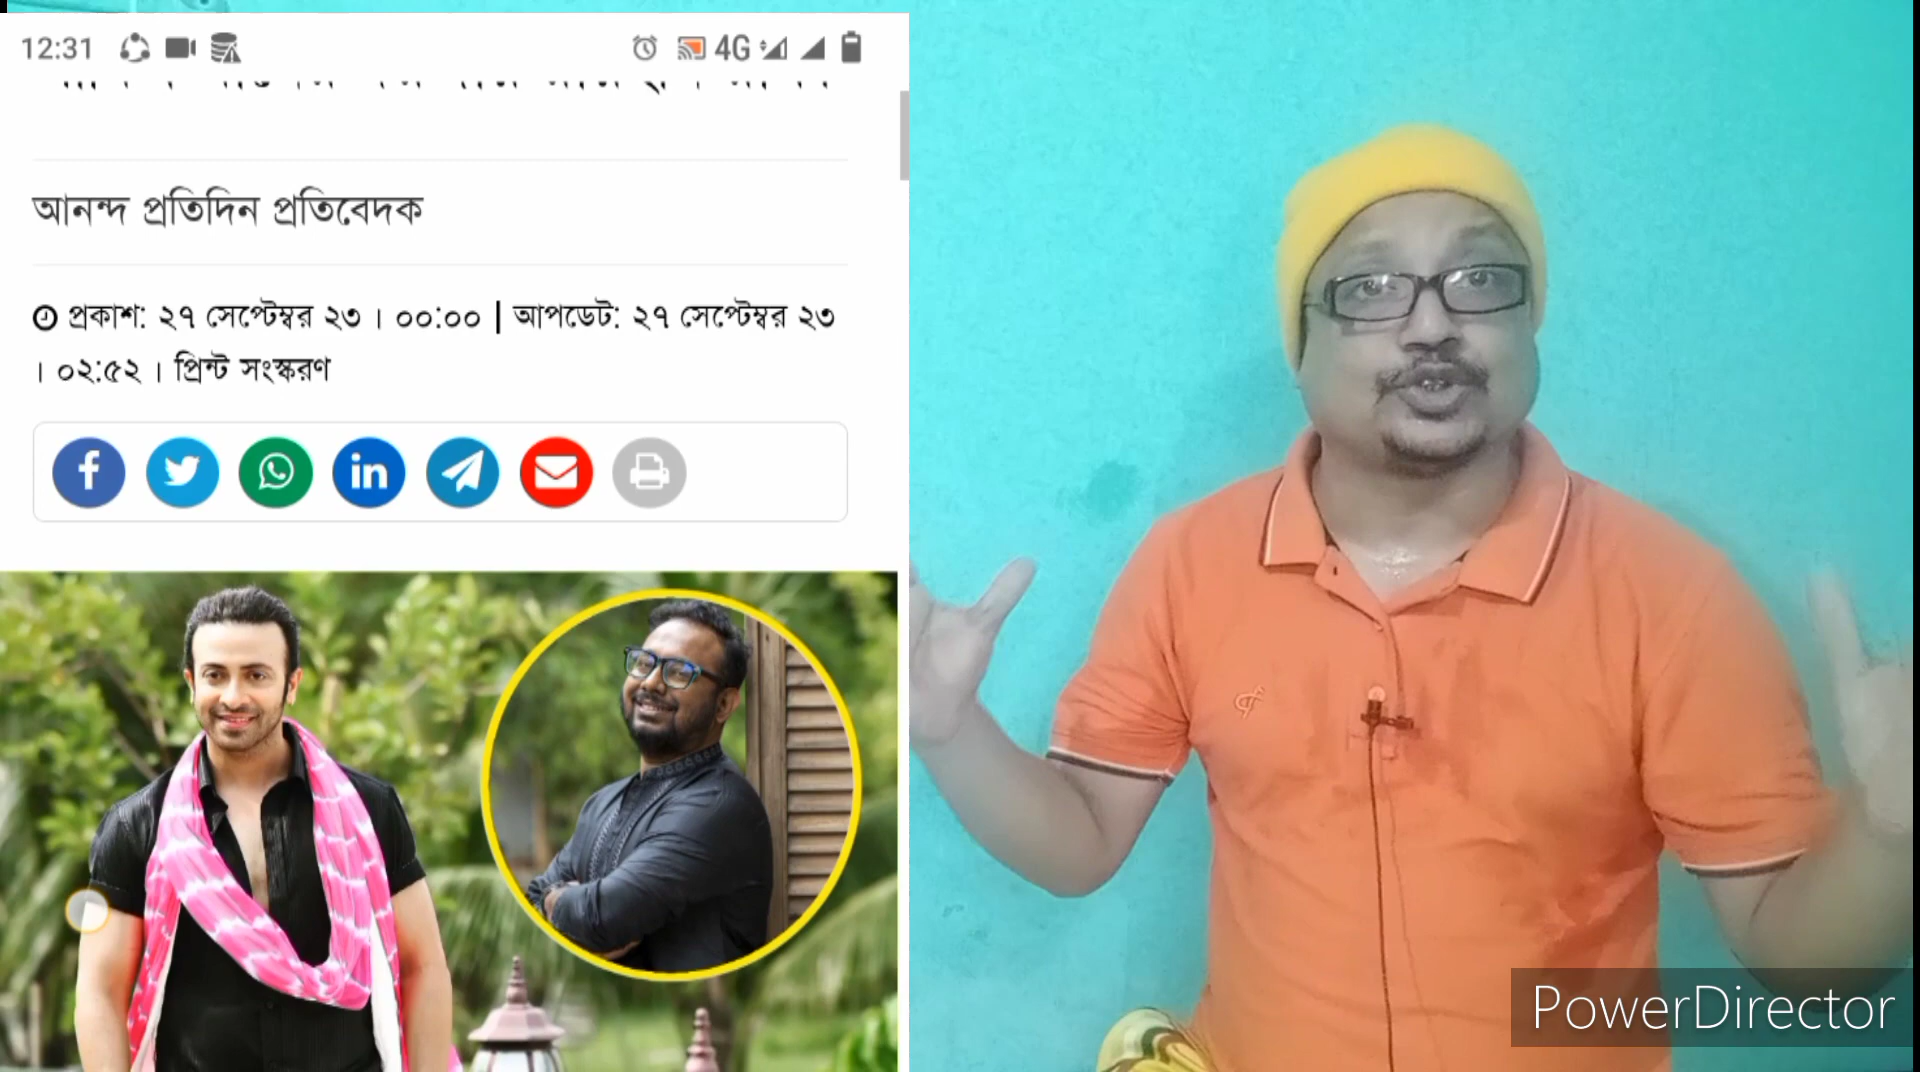 12:31
4G
আনন্দ প্রতিদিন প্রতিবেদক
প্রকাশ: ২৭ সেপ্টেম্বর ২৩ । ০০:০০ | আপডেট: ২৭ সেপ্টেম্বর ২৩
। ০২:৫২ । প্রিন্ট সংস্করণ
PowerDirector